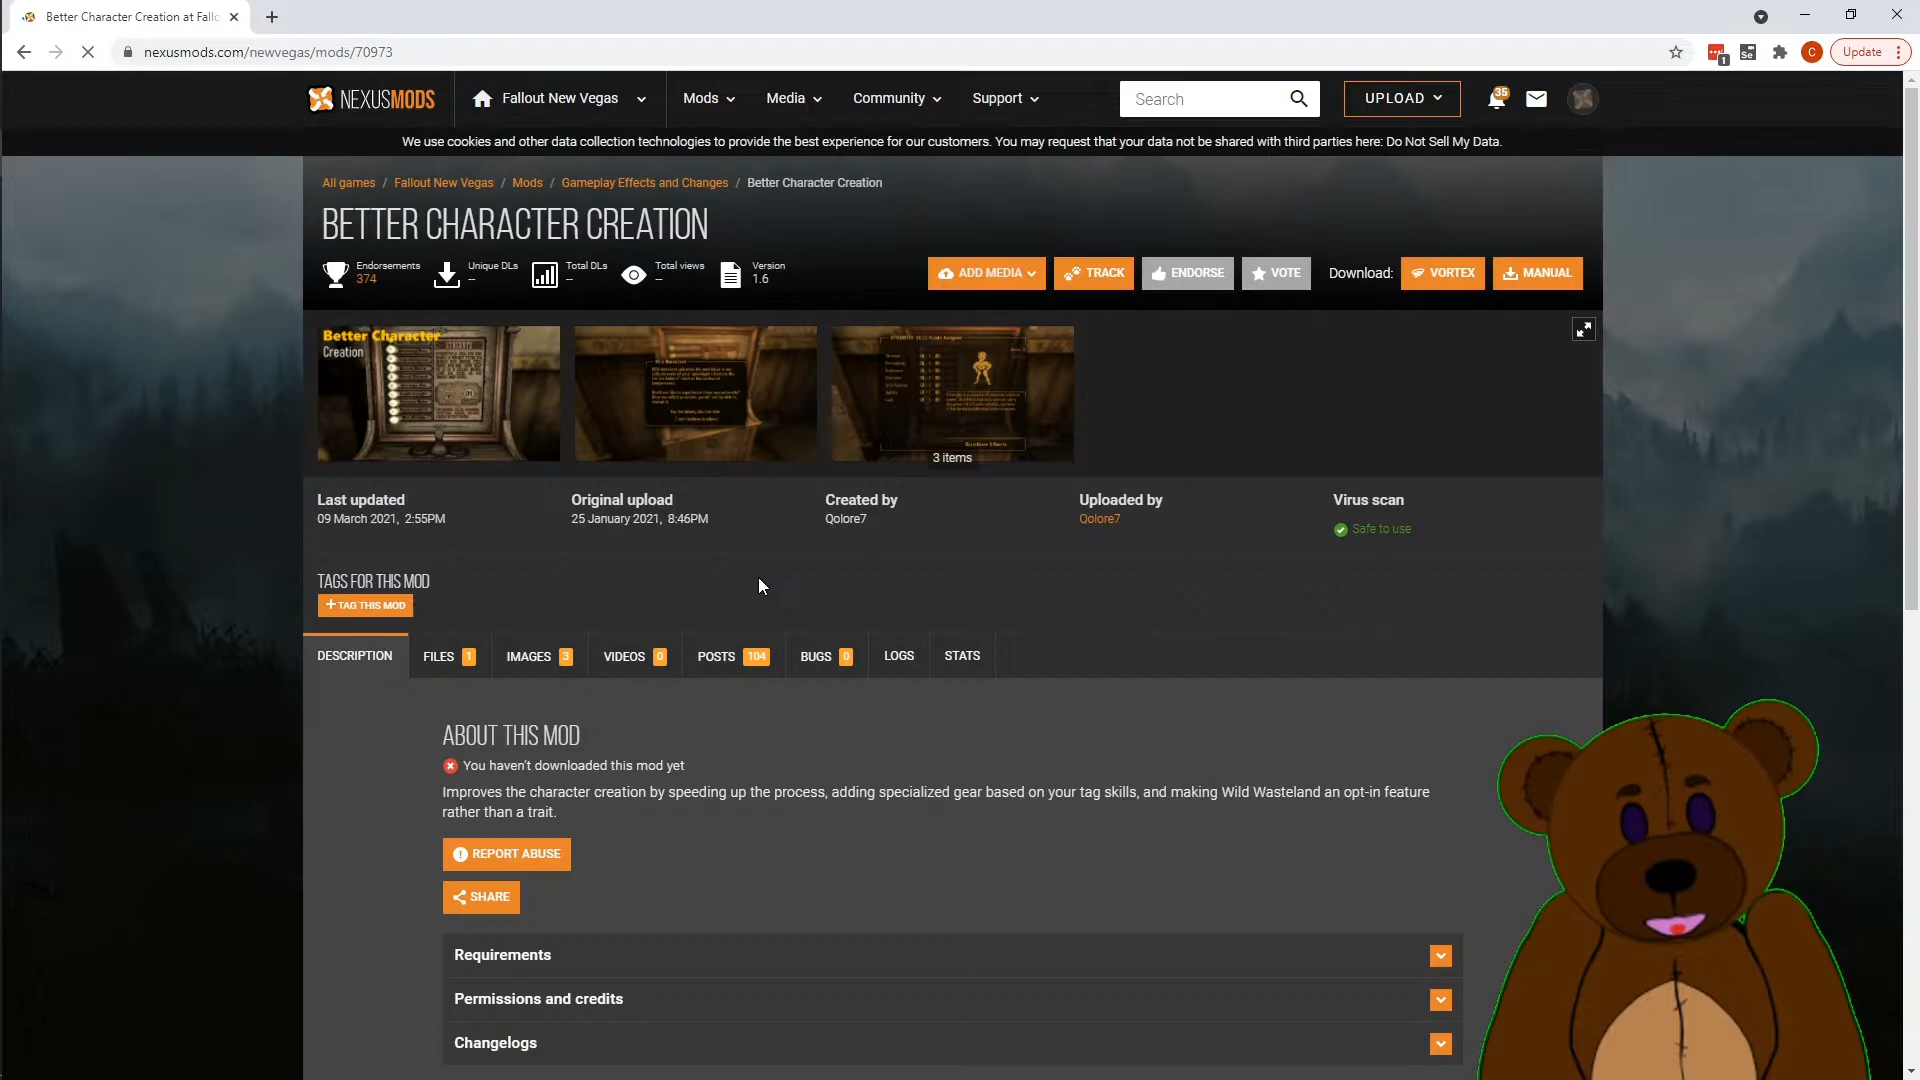 Better Character Creation at Fallo
nexusmods.com/newvegas/mods/70973
1
Se
C
Update
NEXUSMODS
Fallout New Vegas
Mods
Media
Community
Support
Search
UPLOAD
35
We use cookies and other data collection technologies to provide the best experience for our customers. You may request that your data not be shared with third parties here: Do Not Sell My Data.
All games / Fallout New Vegas / Mods / Gameplay Effects and Changes / Better Character Creation
BETTER CHARACTER CREATION
Endorsements
374
Unique DLs
--
Total DLs
--
Total views
--
Version
1.6
ADD MEDIA
TRACK
ENDORSE
VOTE
Download:
VORTEX
MANUAL
Better Character
Creation
3 items
Last updated
09 March 2021, 2:55PM
Original upload
25 January 2021, 8:46PM
Created by
Qolore7
Uploaded by
Qolore7
Virus scan
Safe to use
TAGS FOR THIS MOD
+ TAG THIS MOD
DESCRIPTION
FILES 1
IMAGES 3
VIDEOS 0
POSTS 104
BUGS 0
LOGS
STATS
ABOUT THIS MOD
You haven't downloaded this mod yet
Improves the character creation by speeding up the process, adding specialized gear based on your tag skills, and making Wild Wasteland an opt-in feature
rather than a trait.
REPORT ABUSE
SHARE
Requirements
Permissions and credits
Changelogs